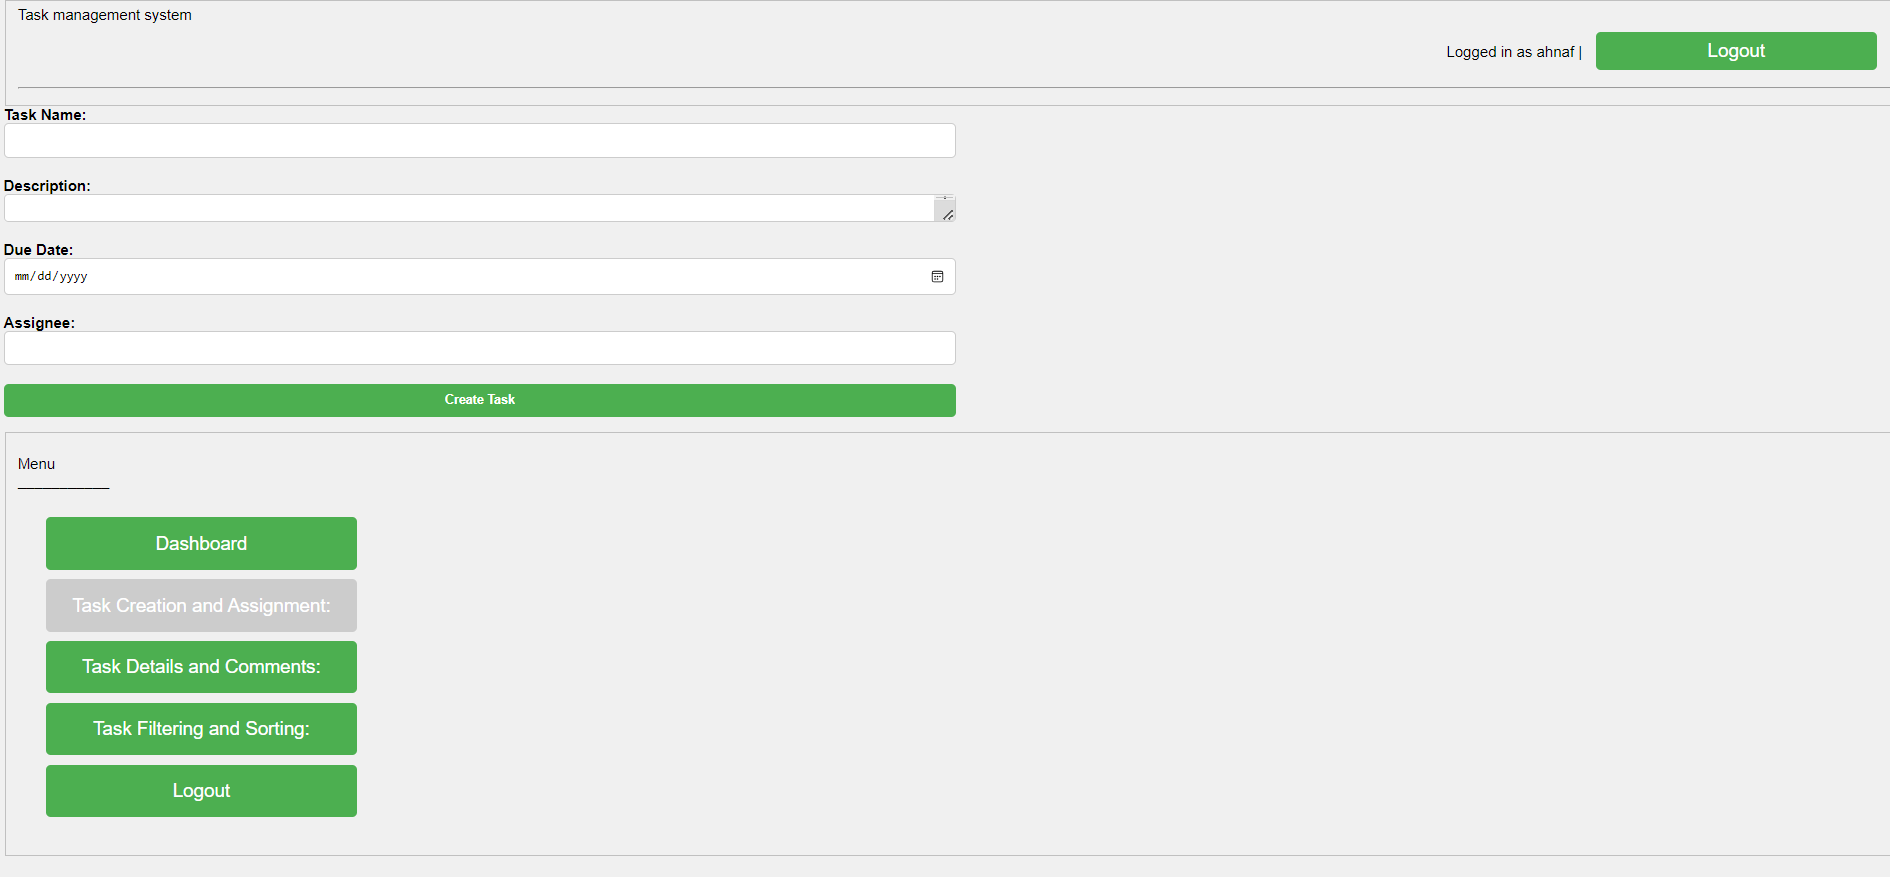 Task management system
Logged in as ahnaf | Logout
Task Name:
Description:
Due Date:
mm/dd/yyyy
Assignee:
Create Task
Menu
___________
Dashboard
Task Creation and Assignment:
Task Details and Comments:
Task Filtering and Sorting:
Logout